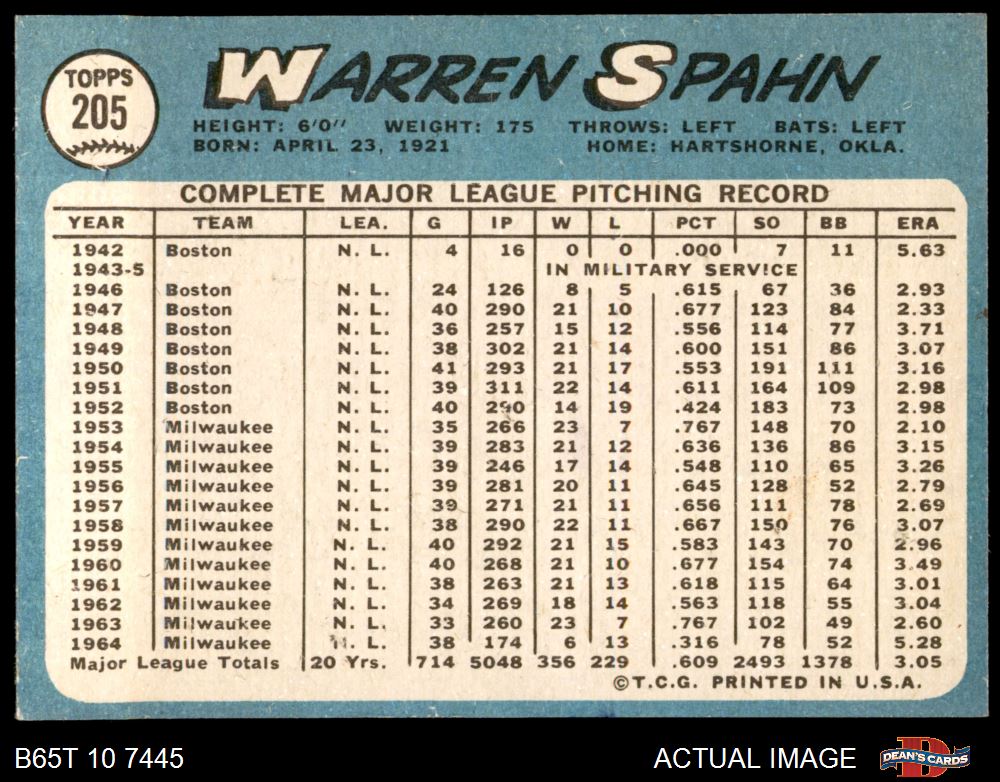 TOPPS
205
WARREN SPAHN
HEIGHT: 6'0'' WEIGHT: 175 THROWS: LEFT BATS: LEFT
BORN: APRIL 23, 1921 HOME: HARTSHORNE, OKLA.
COMPLETE MAJOR LEAGUE PITCHING RECORD
YEAR TEAM LEA. G IP W L PCT SO BB ERA
1942 Boston N. L. 4 16 0 0 .000 7 11 5.63
1943-5 IN MILITARY SERVICE
1946 Boston N. L. 24 126 8 5 .615 67 36 2.93
1947 Boston N. L. 40 290 21 10 .677 123 84 2.33
1948 Boston N. L. 36 257 15 12 .556 114 77 3.71
1949 Boston N. L. 38 302 21 14 .600 151 86 3.07
1950 Boston N. L. 41 293 21 17 .553 191 111 3.16
1951 Boston N. L. 39 311 22 14 .611 164 109 2.98
1952 Boston N. L. 40 290 14 19 .424 183 73 2.98
1953 Milwaukee N. L. 35 266 23 7 .767 148 70 2.10
1954 Milwaukee N. L. 39 283 21 12 .636 136 86 3.15
1955 Milwaukee N. L. 39 246 17 14 .548 110 65 3.26
1956 Milwaukee N. L. 39 281 20 11 .645 128 52 2.79
1957 Milwaukee N. L. 39 271 21 11 .656 111 78 2.69
1958 Milwaukee N. L. 38 290 22 11 .667 150 76 3.07
1959 Milwaukee N. L. 40 292 21 15 .583 143 70 2.96
1960 Milwaukee N. L. 40 268 21 10 .677 154 74 3.49
1961 Milwaukee N. L. 38 263 21 13 .618 115 64 3.01
1962 Milwaukee N. L. 34 269 18 14 .563 118 55 3.04
1963 Milwaukee N. L. 33 260 23 7 .767 102 49 2.60
1964 Milwaukee N. L. 38 174 6 13 .316 78 52 5.28
Major League Totals 20 Yrs. 714 5048 356 229 .609 2493 1378 3.05
©T.C.G. PRINTED IN U.S.A.
B65T 10 7445 ACTUAL IMAGE DEAN'S CARDS